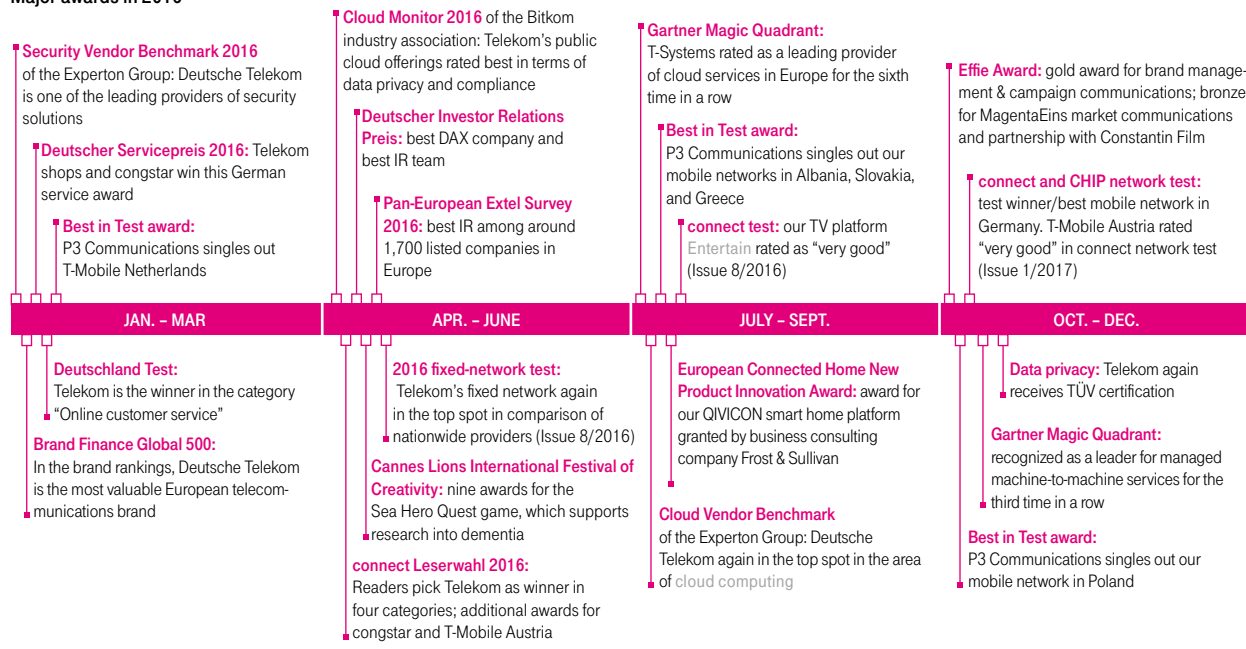 Major awards in 2016
Security Vendor Benchmark 2016
of the Experton Group: Deutsche Telekom
is one of the leading providers of security
solutions
Deutscher Servicepreis 2016: Telekom
shops and congstar win this German
service award
Best in Test award:
P3 Communications singles out
T-Mobile Netherlands
Cloud Monitor 2016 of the Bitkom
industry association: Telekom's public
cloud offerings rated best in terms of
data privacy and compliance
Deutscher Investor Relations
Preis: best DAX company and
best IR team
Pan-European Extel Survey
2016: best IR among around
1,700 listed companies in
Europe
Gartner Magic Quadrant:
T-Systems rated as a leading provider
of cloud services in Europe for the sixth
time in a row
Best in Test award:
P3 Communications singles out our
mobile networks in Albania, Slovakia,
and Greece
connect test: our TV platform
Entertain rated as “very good”
(Issue 8/2016)
Effie Award: gold award for brand manage-
ment & campaign communications; bronze
for MagentaEins market communications
and partnership with Constantin Film
connect and CHIP network test:
test winner/best mobile network in
Germany. T-Mobile Austria rated
“very good” in connect network test
(Issue 1/2017)
JAN. – MAR
APR. – JUNE
JULY – SEPT.
OCT. – DEC.
Deutschland Test:
Telekom is the winner in the category
“Online customer service”
Brand Finance Global 500:
In the brand rankings, Deutsche Telekom
is the most valuable European telecom-
munications brand
2016 fixed-network test:
Telekom's fixed network again
in the top spot in comparison of
nationwide providers (Issue 8/2016)
Cannes Lions International Festival of
Creativity: nine awards for the
Sea Hero Quest game, which supports
research into dementia
connect Leserwahl 2016:
Readers pick Telekom as winner in
four categories; additional awards for
congstar and T-Mobile Austria
European Connected Home New
Product Innovation Award: award for
our QIVICON smart home platform
granted by business consulting
company Frost & Sullivan
Cloud Vendor Benchmark
of the Experton Group: Deutsche
Telekom again in the top spot in the area
of cloud computing
Data privacy: Telekom again
receives TÜV certification
Gartner Magic Quadrant:
recognized as a leader for managed
machine-to-machine services for the
third time in a row
Best in Test award:
P3 Communications singles out our
mobile network in Poland